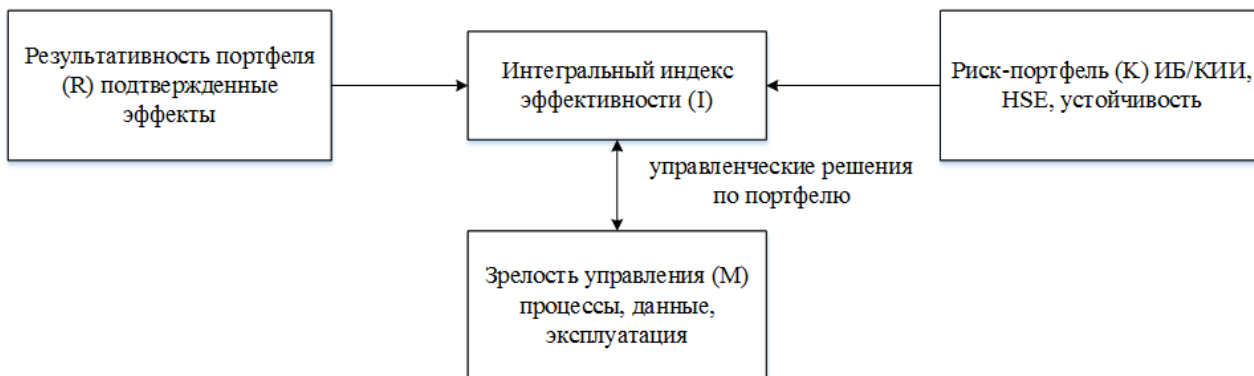 Результативность портфеля
(R) подтвержденные
эффекты
Интегральный индекс
эффективности (I)
Риск-портфель (K) ИБ/КИИ,
HSE, устойчивость
управленческие решения
по портфелю
Зрелость управления (M)
процессы, данные,
эксплуатация